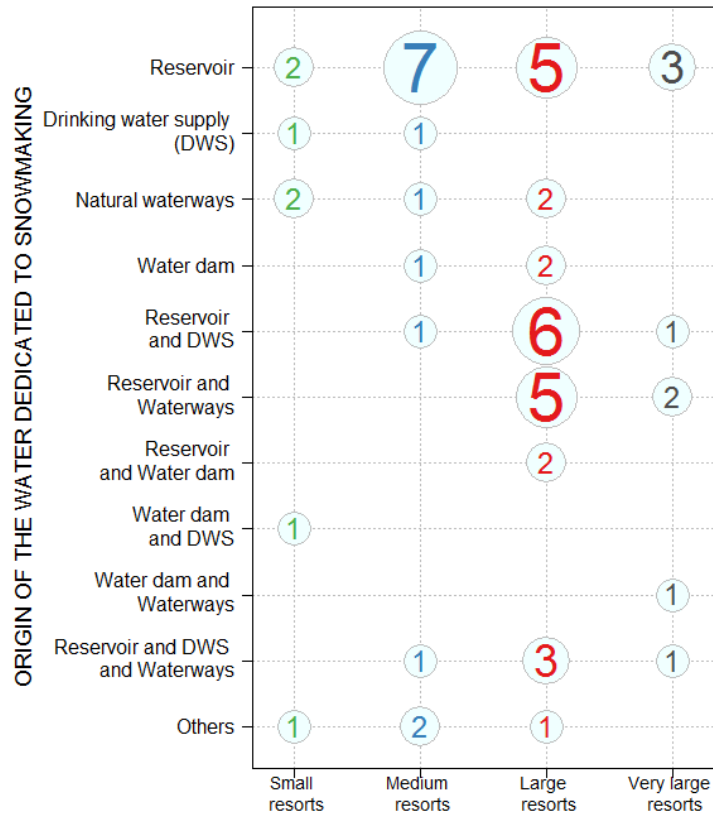 ORIGIN OF THE WATER DEDICATED TO SNOWMAKING
Reservoir
2 7 5 3
Drinking water supply
(DWS)
1 1
Natural waterways
2 1 2
Water dam
1 2
Reservoir
and DWS
1 6 1
Reservoir and
Waterways
5 2
Reservoir
and Water dam
2
Water dam
and DWS
1
Water dam and
Waterways
1
Reservoir and DWS
and Waterways
1 3 1
Others
1 2 1
Small
resorts
Medium
resorts
Large
resorts
Very large
resorts